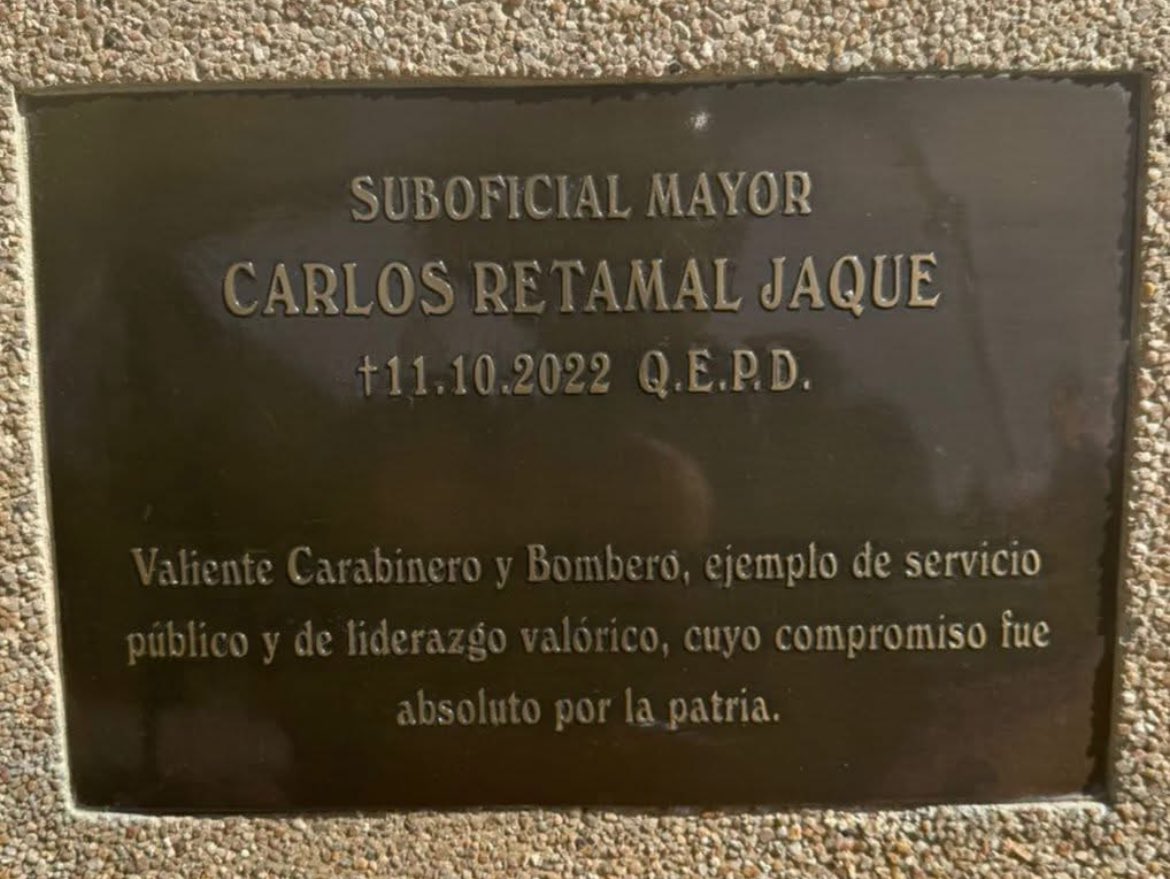 SUBOFICIAL MAYOR
CARLOS RETAMAL JAQUE
†11.10.2022 Q.E.P.D.
Valiente Carabinero y Bombero, ejemplo de servicio
público y de liderazgo valórico, cuyo compromiso fue
absoluto por la patria.